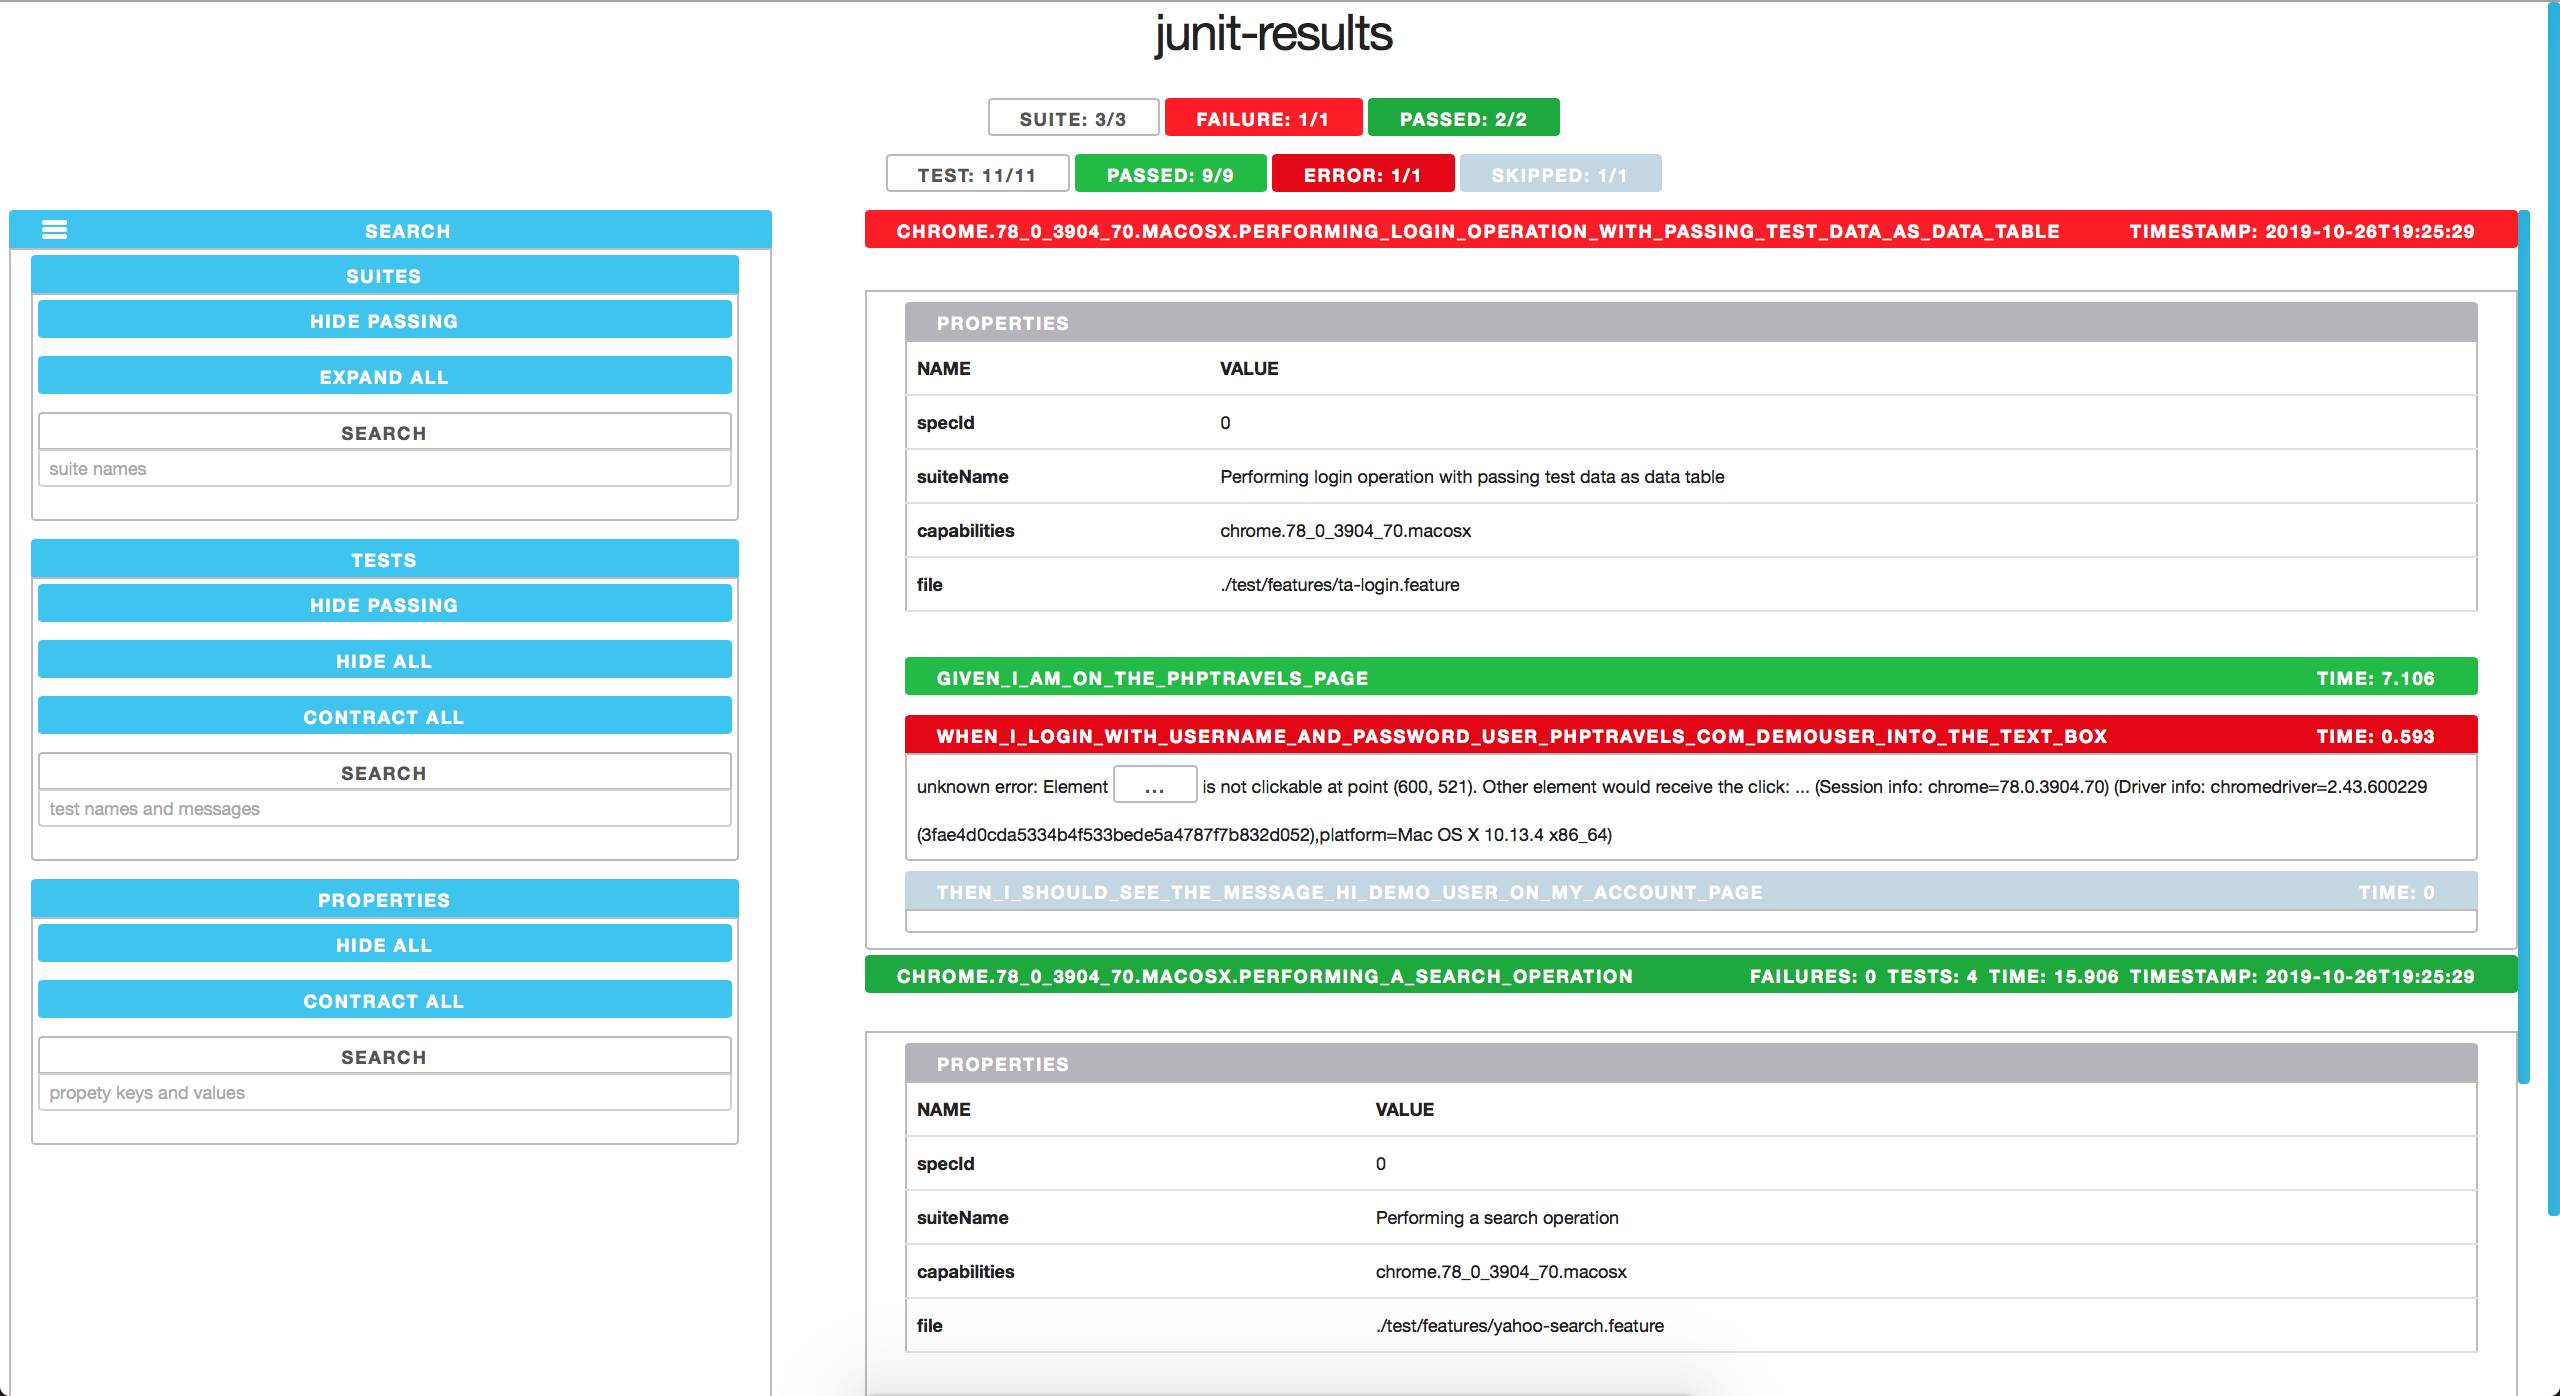 junit-results
SUITE: 3/3 FAILURE: 1/1 PASSED: 2/2
TEST: 11/11 PASSED: 9/9 ERROR: 1/1 SKIPPED: 1/1
SEARCH
SUITES
HIDE PASSING
EXPAND ALL
SEARCH
suite names
TESTS
HIDE PASSING
HIDE ALL
CONTRACT ALL
SEARCH
test names and messages
PROPERTIES
HIDE ALL
CONTRACT ALL
SEARCH
propety keys and values
CHROME.78_0_3904_70.MACOSX.PERFORMING_LOGIN_OPERATION_WITH_PASSING_TEST_DATA_AS_DATA_TABLE TIMESTAMP: 2019-10-26T19:25:29
PROPERTIES
NAME VALUE
specId 0
suiteName Performing login operation with passing test data as data table
capabilities chrome.78_0_3904_70.macosx
file ./test/features/ta-login.feature
GIVEN_I_AM_ON_THE_PHPTRAVELS_PAGE TIME: 7.106
WHEN_I_LOGIN_WITH_USERNAME_AND_PASSWORD_USER_PHPTRAVELS_COM_DEMOUSER_INTO_THE_TEXT_BOX TIME: 0.593
unknown error: Element ... is not clickable at point (600, 521). Other element would receive the click: ... (Session info: chrome=78.0.3904.70) (Driver info: chromedriver=2.43.600229
(3fae4d0cda5334b4f533bede5a4787f7b832d052),platform=Mac OS X 10.13.4 x86_64)
THEN_I_SHOULD_SEE_THE_MESSAGE_HI_DEMO_USER_ON_MY_ACCOUNT_PAGE TIME: 0
CHROME.78_0_3904_70.MACOSX.PERFORMING_A_SEARCH_OPERATION FAILURES: 0 TESTS: 4 TIME: 15.906 TIMESTAMP: 2019-10-26T19:25:29
PROPERTIES
NAME VALUE
specId 0
suiteName Performing a search operation
capabilities chrome.78_0_3904_70.macosx
file ./test/features/yahoo-search.feature